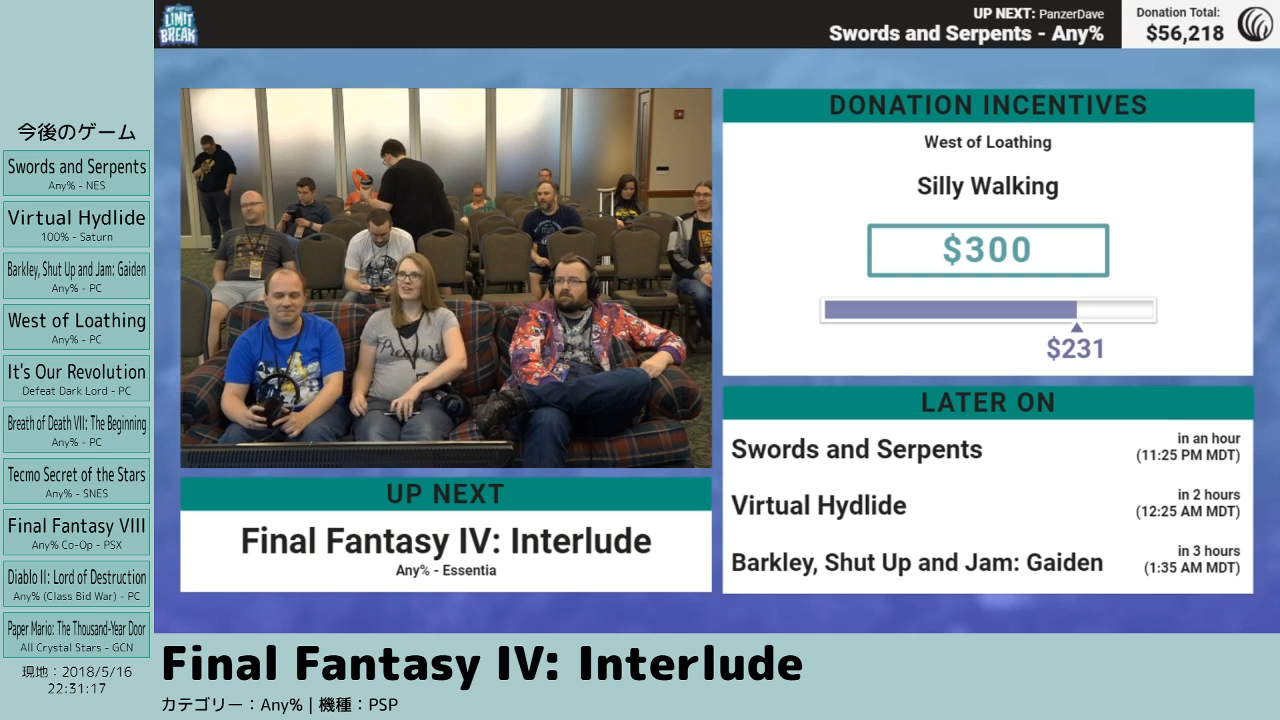 LIMIT
BREAK
UP NEXT: PanzerDave
Swords and Serpents - Any%
Donation Total:
$56,218
今後のゲーム
Swords and Serpents
Any% - NES
Virtual Hydlide
100% - Saturn
Barkley, Shut Up and Jam: Gaiden
Any% - PC
West of Loathing
Any% - PC
It's Our Revolution
Defeat Dark Lord - PC
Breath of Death VII: The Beginning
Any% - PC
Tecmo Secret of the Stars
Any% - SNES
Final Fantasy VIII
Any% Co-Op - PSX
Diablo II: Lord of Destruction
Any% (Class Bid War) - PC
Paper Mario: The Thousand-Year Door
All Crystal Stars - GCN
現地：2018/5/16
22:31:17
UP NEXT
Final Fantasy IV: Interlude
Any% - Essentia
DONATION INCENTIVES
West of Loathing
Silly Walking
$300
$231
LATER ON
Swords and Serpents
in an hour
(11:25 PM MDT)
Virtual Hydlide
in 2 hours
(12:25 AM MDT)
Barkley, Shut Up and Jam: Gaiden
in 3 hours
(1:35 AM MDT)
Final Fantasy IV: Interlude
カテゴリー：Any% | 機種：PSP